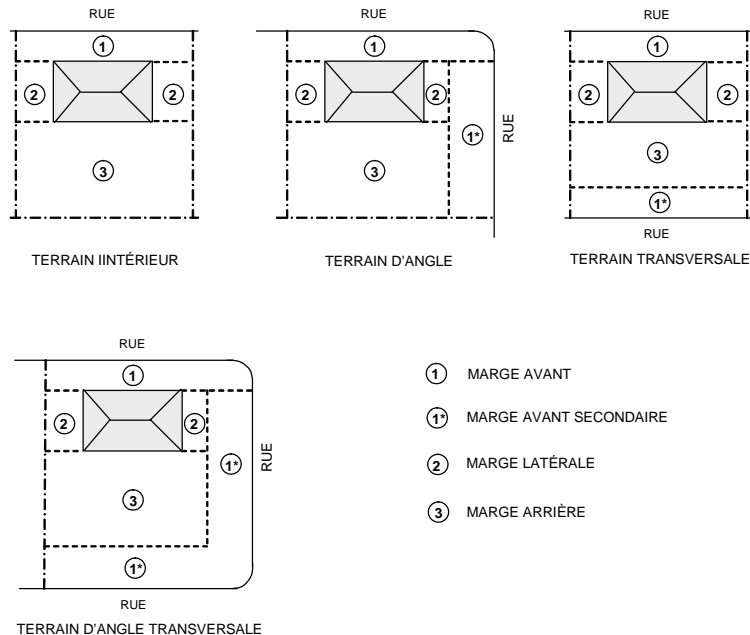 RUE
1
2
2
3
TERRAIN IINTÉRIEUR
RUE
1
2
2
1*
RUE
3
TERRAIN D'ANGLE
RUE
1
2
2
3
1*
RUE
TERRAIN TRANSVERSALE
RUE
1
2
2
1*
RUE
3
1*
RUE
TERRAIN D'ANGLE TRANSVERSALE
1 MARGE AVANT
1* MARGE AVANT SECONDAIRE
2 MARGE LATÉRALE
3 MARGE ARRIÈRE